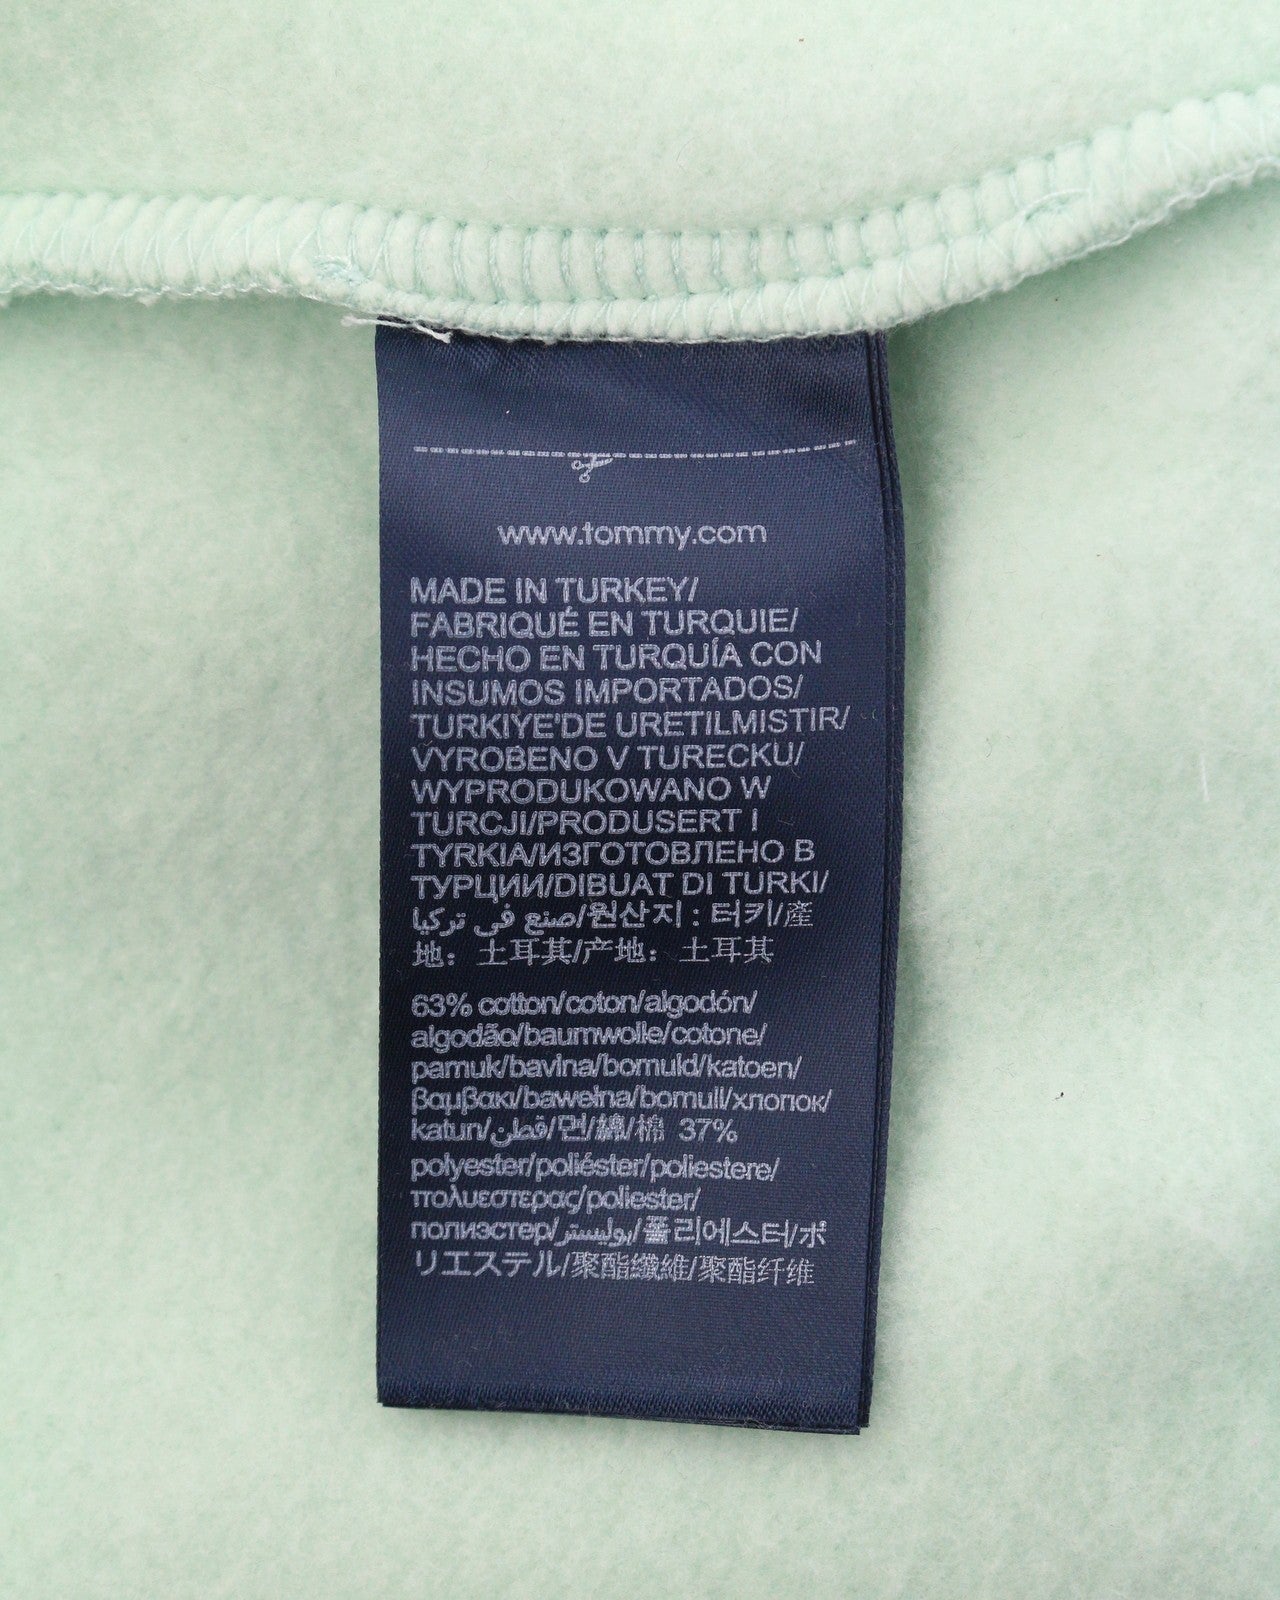 www.tommy.com
MADE IN TURKEY/
FABRIQUÉ EN TURQUIE/
HECHO EN TURQUÍA CON
INSUMOS IMPORTADOS/
TURKIYE'DE URETILMISTIR/
VYROBENO V TURECKU/
WYPRODUKOWANO W
TURCJI/PRODUSERT I
TYRKIA/ИЗГОТОВЛЕНО В
ТУРЦИИ/DIBUAT DI TURKI/
صنع في تركيا/원산지 : 터키/產
地：土耳其/产地：土耳其
63% cotton/coton/algodón/
algodão/baumwolle/cotone/
pamuk/bavlna/bomuld/katoen/
βαμβακι/bawełna/bomull/хлопок/
katun/قطن/면/綿/棉 37%
polyester/poliéster/poliestere/
πολυεστερας/poliester/
полиэстер/بوليستر/폴리에스터/ポ
リエステル/聚酯纖維/聚酯纤维